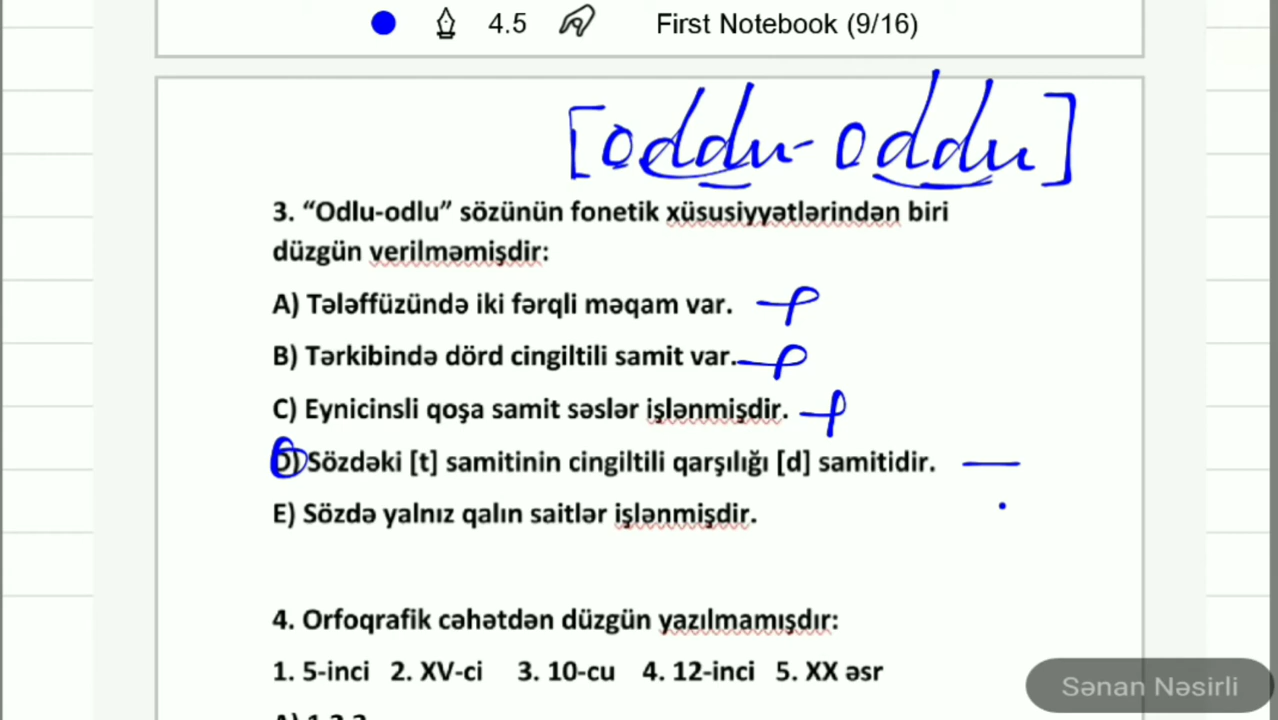 4.5 First Notebook (9/16)
[oddu-oddu]
3. “Odlu-odlu” sözünün fonetik xüsusiyyətlərindən biri
düzgün verilməmişdir:
A) Tələffüzündə iki fərqli məqam var. +
B) Tərkibində dörd cingiltili samit var. +
C) Eynicinsli qoşa samit səslər işlənmişdir. +
D) Sözdəki [t] samitinin cingiltili qarşılığı [d] samitidir. —
E) Sözdə yalnız qalın saitlər işlənmişdir.
4. Orfoqrafik cəhətdən düzgün yazılmamışdır:
1. 5-inci 2. XV-ci 3. 10-cu 4. 12-inci 5. XX əsr
Sənan Nəsirli